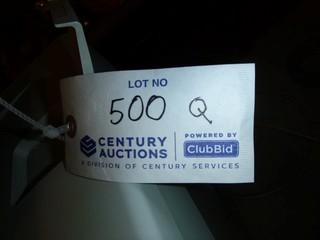 LOT NO
500 Q
CENTURY AUCTIONS
POWERED BY
ClubBid
A DIVISION OF CENTURY SERVICES